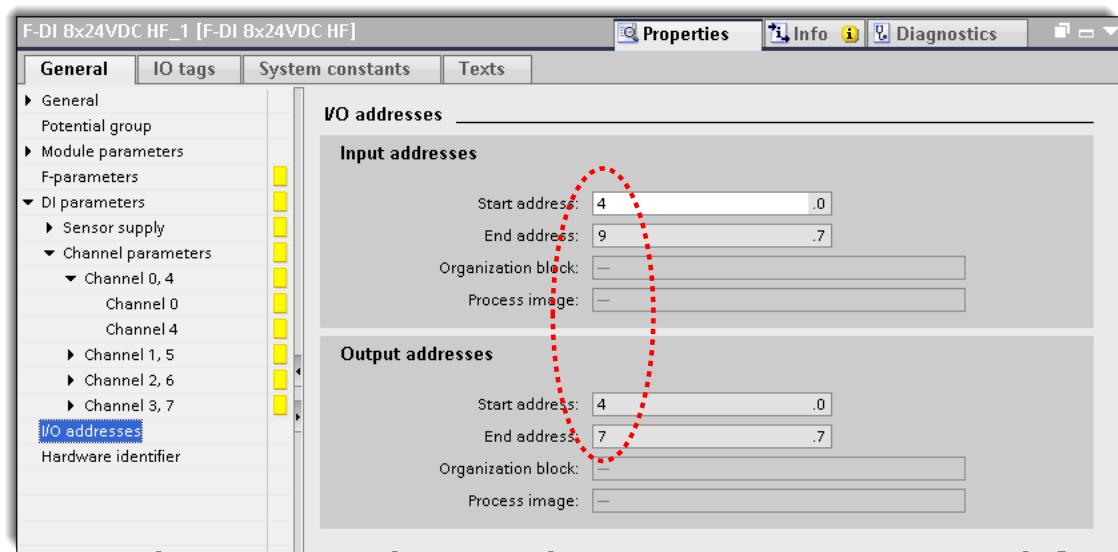 F-DI 8x24VDC HF_1 [F-DI 8x24VDC HF]
Properties
Info
Diagnostics
General
IO tags
System constants
Texts
General
Potential group
Module parameters
F-parameters
DI parameters
Sensor supply
Channel parameters
Channel 0, 4
Channel 0
Channel 4
Channel 1, 5
Channel 2, 6
Channel 3, 7
I/O addresses
Hardware identifier
I/O addresses
Input addresses
Start address: 4 .0
End address: 9 .7
Organization block: —
Process image: —
Output addresses
Start address: 4 .0
End address: 7 .7
Organization block: —
Process image: —